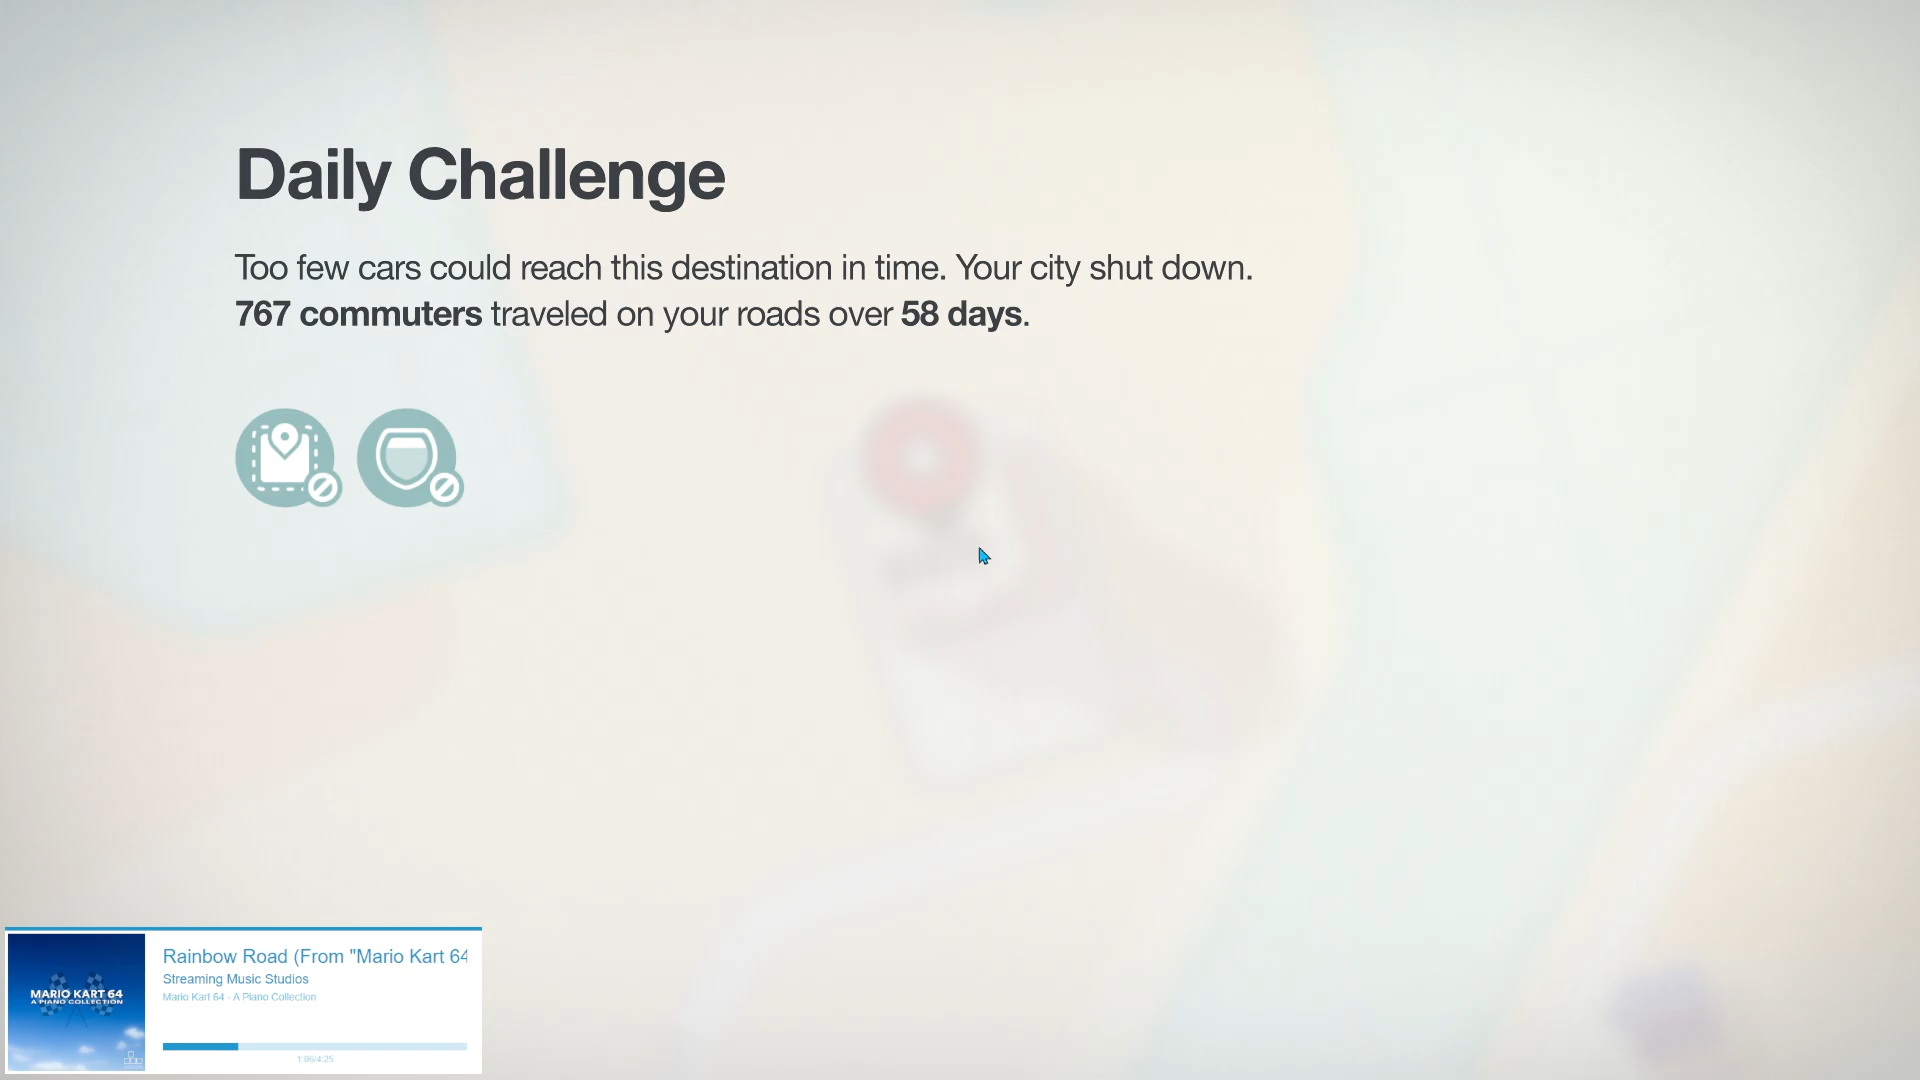 Daily Challenge
Too few cars could reach this destination in time. Your city shut down.
767 commuters traveled on your roads over 58 days.
MARIO KART 64
A PIANO COLLECTION
Rainbow Road (From "Mario Kart 64
Streaming Music Studios
Mario Kart 64 - A Piano Collection
1:06/4:25